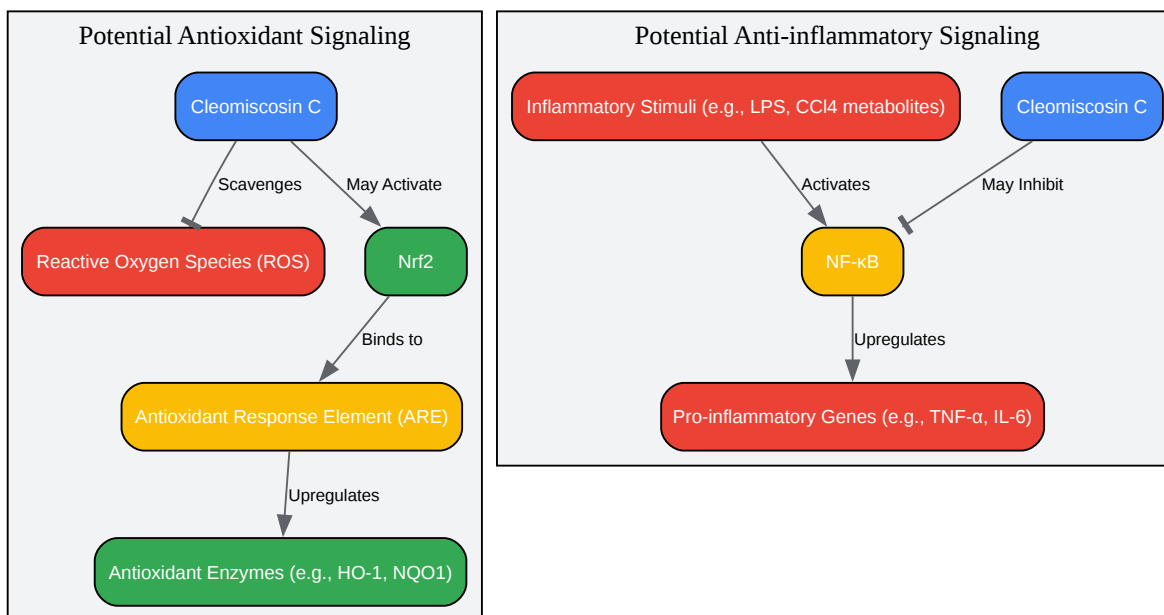 Potential Antioxidant Signaling
Cleomiscosin C
Scavenges
May Activate
Reactive Oxygen Species (ROS)
Nrf2
Binds to
Antioxidant Response Element (ARE)
Upregulates
Antioxidant Enzymes (e.g., HO-1, NQO1)
Potential Anti-inflammatory Signaling
Inflammatory Stimuli (e.g., LPS, CCl4 metabolites)
Cleomiscosin C
Activates
May Inhibit
NF-κB
Upregulates
Pro-inflammatory Genes (e.g., TNF-α, IL-6)